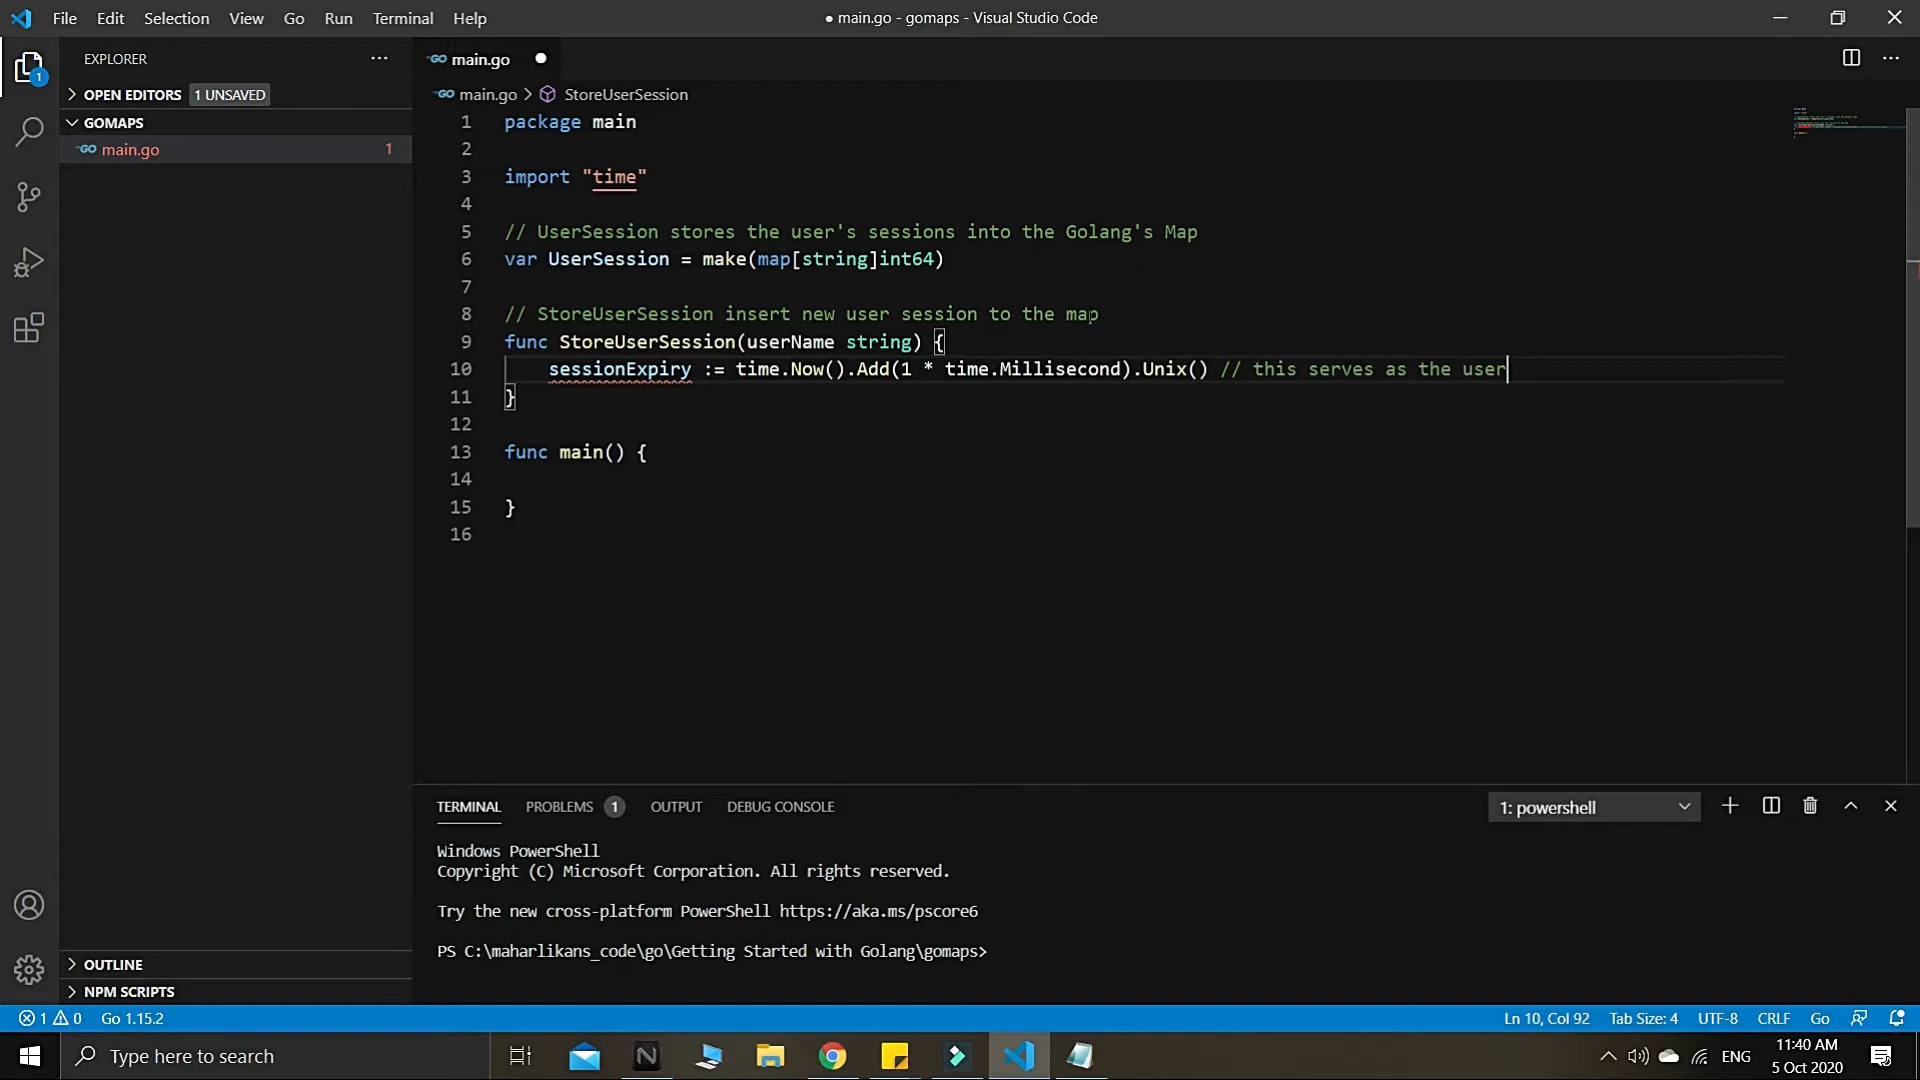 File Edit Selection View Go Run Terminal Help
● main.go - gomaps - Visual Studio Code
EXPLORER
main.go
OPEN EDITORS 1 UNSAVED
main.go > StoreUserSession
GOMAPS
main.go 1
1 package main
2
3 import "time"
4
5 // UserSession stores the user's sessions into the Golang's Map
6 var UserSession = make(map[string]int64)
7
8 // StoreUserSession insert new user session to the map
9 func StoreUserSession(userName string) {
10 sessionExpiry := time.Now().Add(1 * time.Millisecond).Unix() // this serves as the user
11 }
12
13 func main() {
14
15 }
16
TERMINAL PROBLEMS 1 OUTPUT DEBUG CONSOLE
1: powershell
Windows PowerShell
Copyright (C) Microsoft Corporation. All rights reserved.
Try the new cross-platform PowerShell https://aka.ms/pscore6
PS C:\maharlikans_code\go\Getting Started with Golang\gomaps>
OUTLINE
NPM SCRIPTS
1 0 Go 1.15.2
Ln 10, Col 92 Tab Size: 4 UTF-8 CRLF Go
Type here to search
ENG
11:40 AM
5 Oct 2020